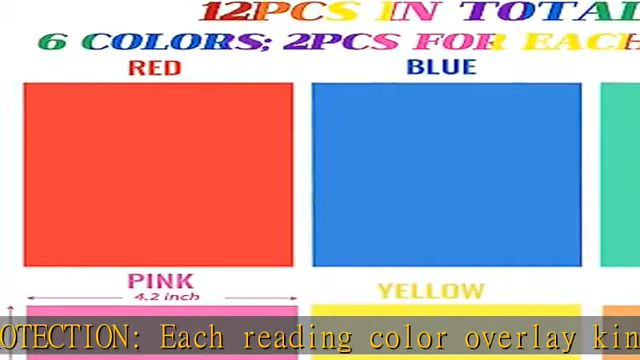 12PCS IN TOTAL
6 COLORS; 2PCS FOR EACH
RED
BLUE
PINK
YELLOW
4.2 inch
OTECTION: Each reading color overlay kin